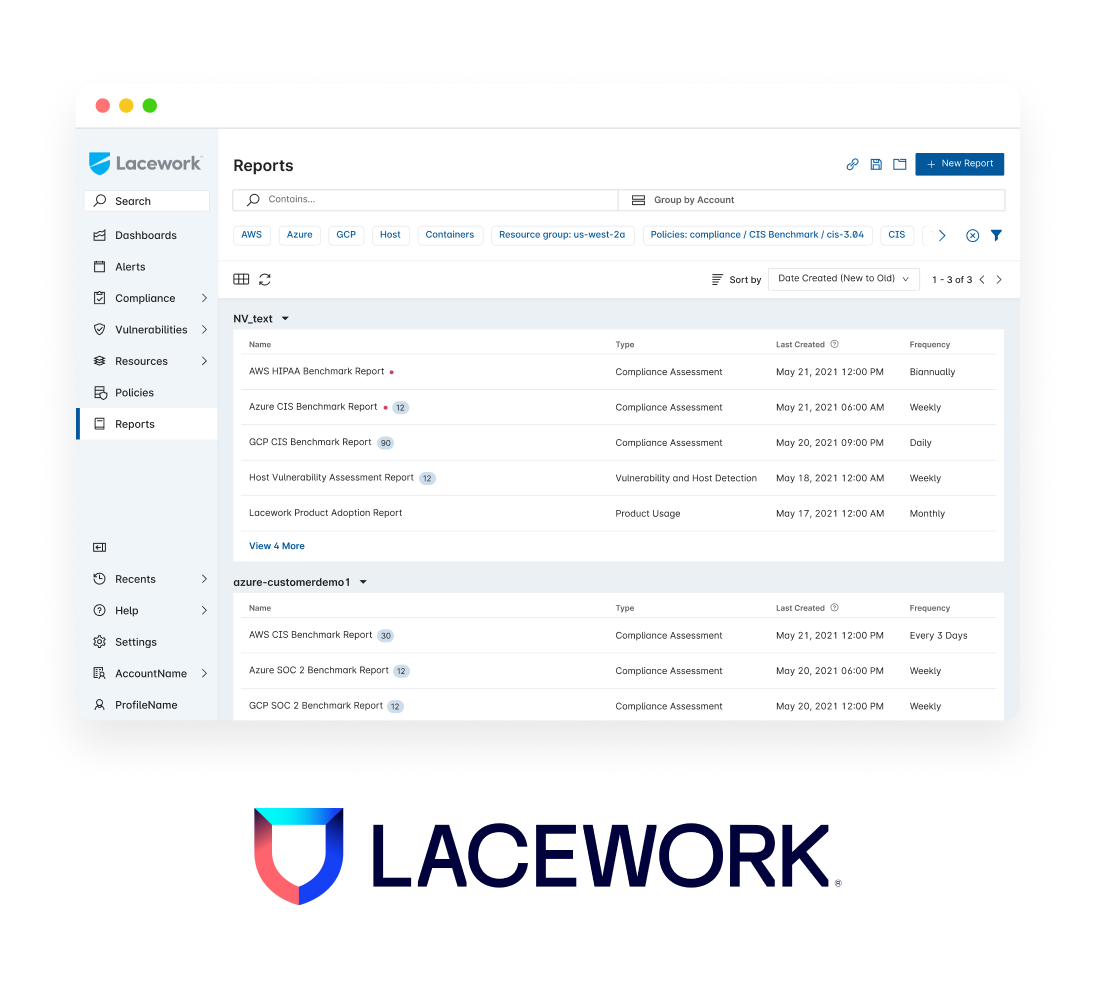 Lacework
Reports
New Report
Search
Contains...
Group by Account
AWS Azure GCP Host Containers Resource group: us-west-2a Policies: compliance / CIS Benchmark / cis-3.04 CIS
Dashboards
Alerts
Compliance
Vulnerabilities
Resources
Policies
Reports
Recents
Help
Settings
AccountName
ProfileName
Sort by Date Created (New to Old) 1 - 3 of 3
NV_text
Name Type Last Created Frequency
AWS HIPAA Benchmark Report Compliance Assessment May 21, 2021 12:00 PM Biannually
Azure CIS Benchmark Report 12 Compliance Assessment May 21, 2021 06:00 AM Weekly
GCP CIS Benchmark Report 90 Compliance Assessment May 20, 2021 09:00 PM Daily
Host Vulnerability Assessment Report 12 Vulnerability and Host Detection May 18, 2021 12:00 AM Weekly
Lacework Product Adoption Report Product Usage May 17, 2021 12:00 AM Monthly
View 4 More
azure-customerdemo1
Name Type Last Created Frequency
AWS CIS Benchmark Report 30 Compliance Assessment May 21, 2021 12:00 PM Every 3 Days
Azure SOC 2 Benchmark Report 12 Compliance Assessment May 20, 2021 06:00 PM Weekly
GCP SOC 2 Benchmark Report 12 Compliance Assessment May 20, 2021 12:00 PM Weekly
LACEWORK®